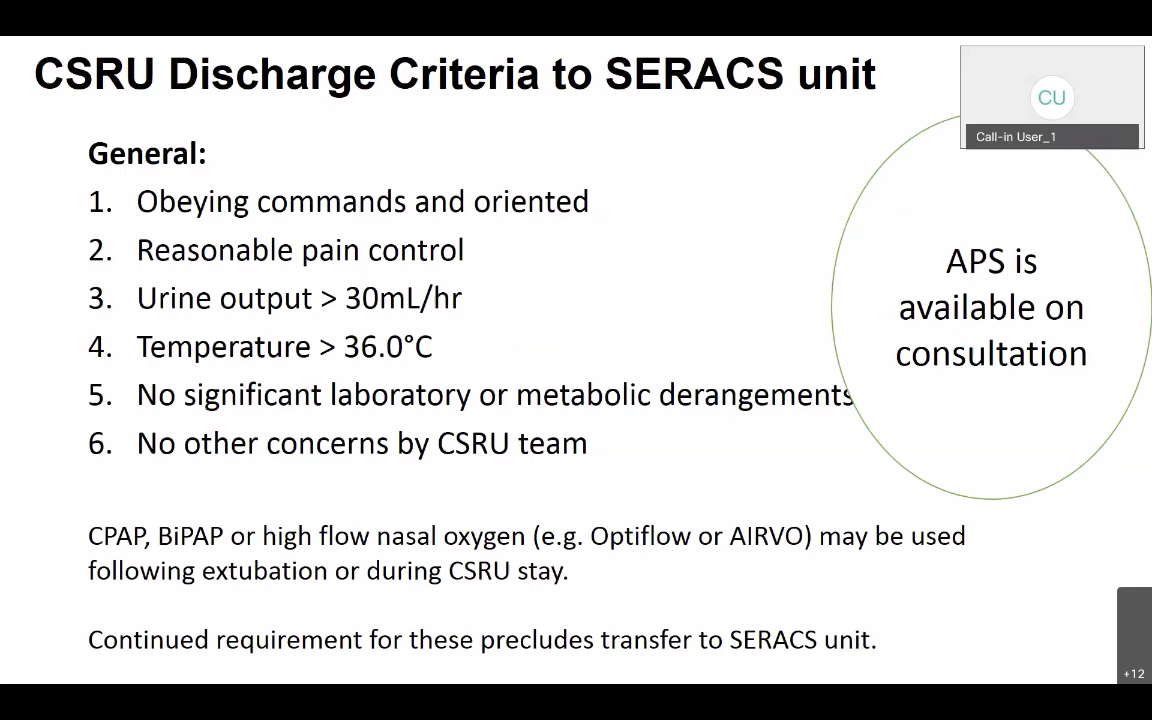 CSRU Discharge Criteria to SERACS unit
CU
Call-in User_1
General:
1. Obeying commands and oriented
2. Reasonable pain control
3. Urine output > 30mL/hr
4. Temperature > 36.0°C
5. No significant laboratory or metabolic derangements
6. No other concerns by CSRU team
APS is
available on
consultation
CPAP, BiPAP or high flow nasal oxygen (e.g. Optiflow or AIRVO) may be used
following extubation or during CSRU stay.
Continued requirement for these precludes transfer to SERACS unit.
+12